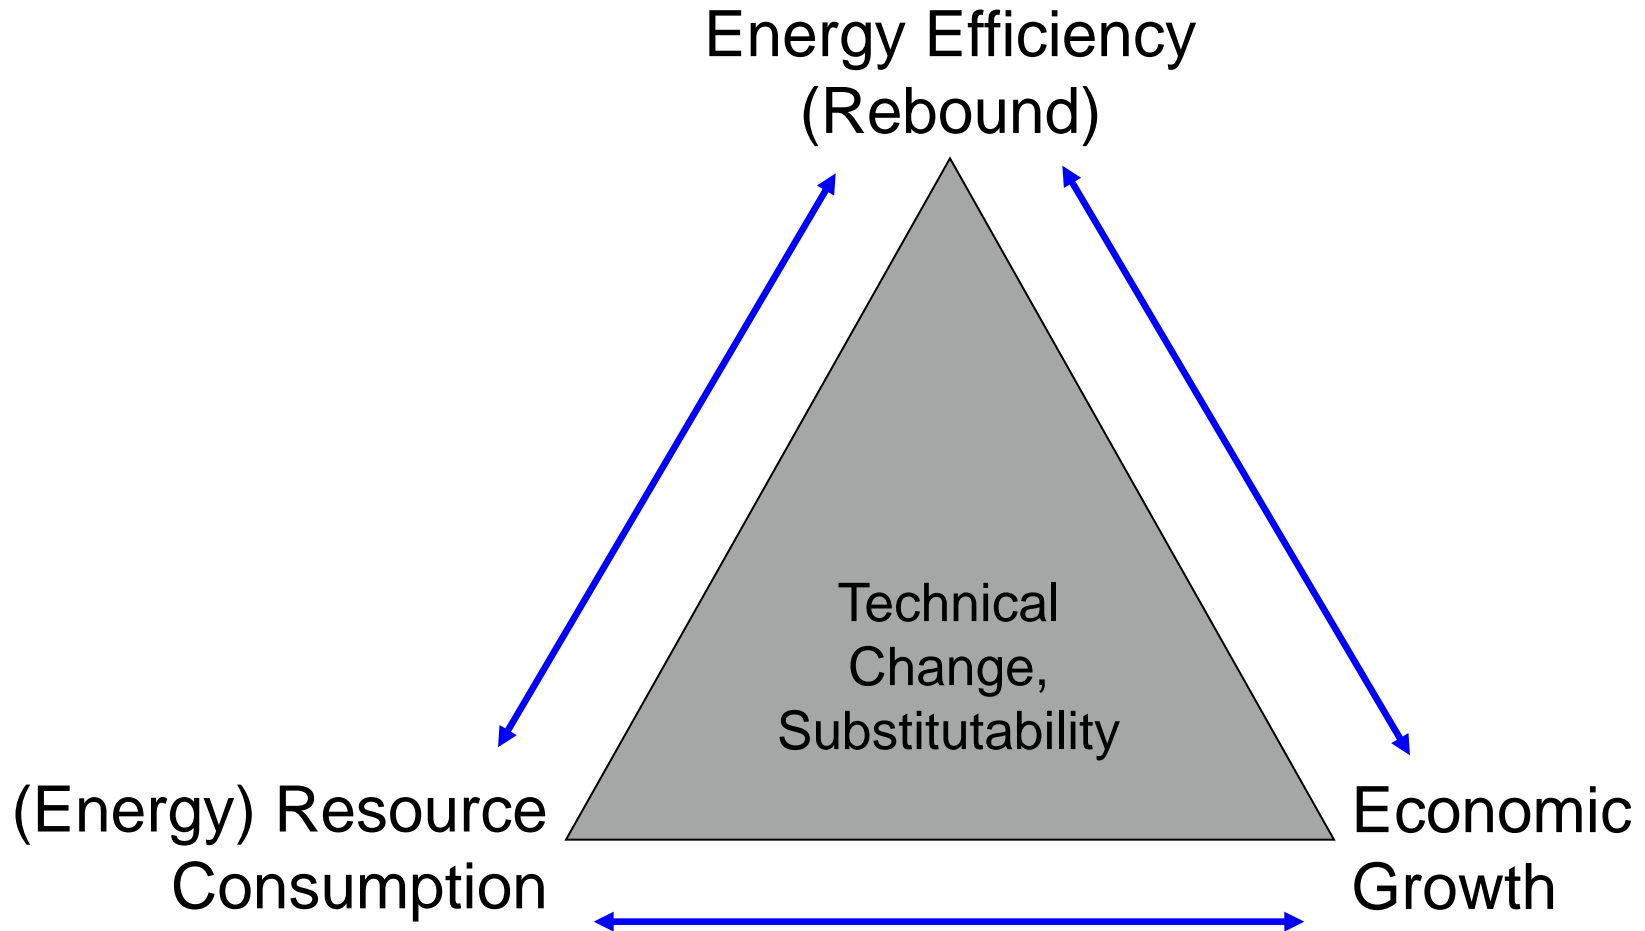 Energy Efficiency
(Rebound)
Technical
Change,
Substitutability
(Energy) Resource
Consumption
Economic
Growth